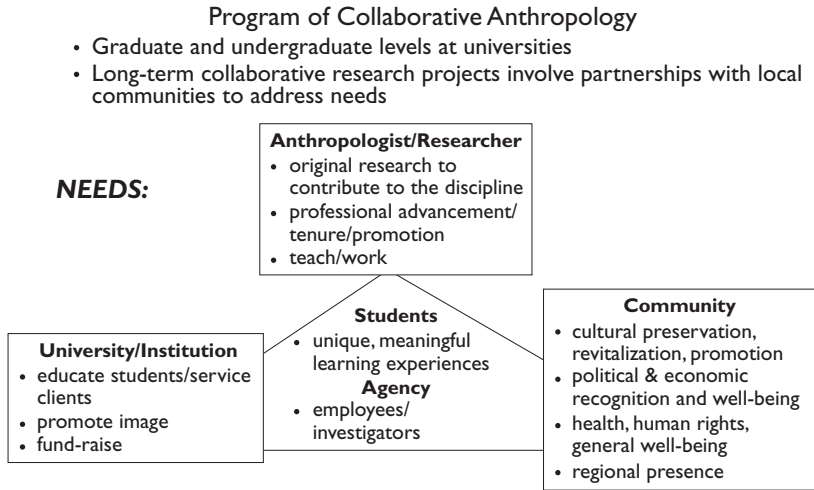 Program of Collaborative Anthropology
• Graduate and undergraduate levels at universities
• Long-term collaborative research projects involve partnerships with local
communities to address needs
NEEDS:
Anthropologist/Researcher
• original research to
contribute to the discipline
• professional advancement/
tenure/promotion
• teach/work
University/Institution
• educate students/service
clients
• promote image
• fund-raise
Students
• unique, meaningful
learning experiences
Agency
• employees/
investigators
Community
• cultural preservation,
revitalization, promotion
• political & economic
recognition and well-being
• health, human rights,
general well-being
• regional presence